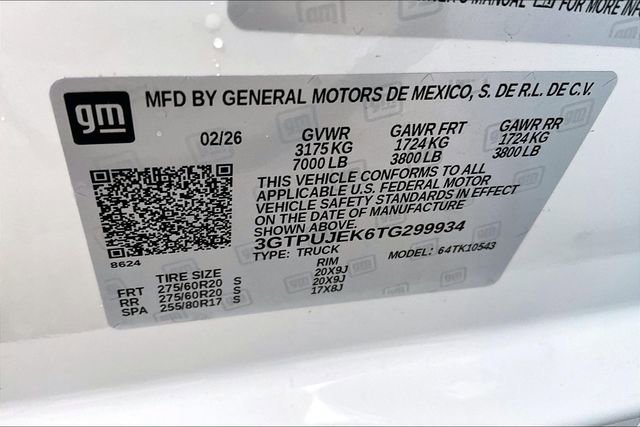 OWNER'S MANUAL FOR MORE INFO
gm
MFD BY GENERAL MOTORS DE MEXICO, S. DE R.L. DE C.V.
02/26 GVWR GAWR FRT GAWR RR
3175 KG 1724 KG 1724 KG
7000 LB 3800 LB 3800 LB
THIS VEHICLE CONFORMS TO ALL
APPLICABLE U.S. FEDERAL MOTOR
VEHICLE SAFETY STANDARDS IN EFFECT
ON THE DATE OF MANUFACTURE
SHOWN ABOVE.
3GTPUJEK6TG299934
TYPE: TRUCK MODEL: 64TK10543
8624
TIRE SIZE RIM
FRT 275/60R20 S 20X9J
RR 275/60R20 S 20X9J
SPA 255/80R17 S 17X8J